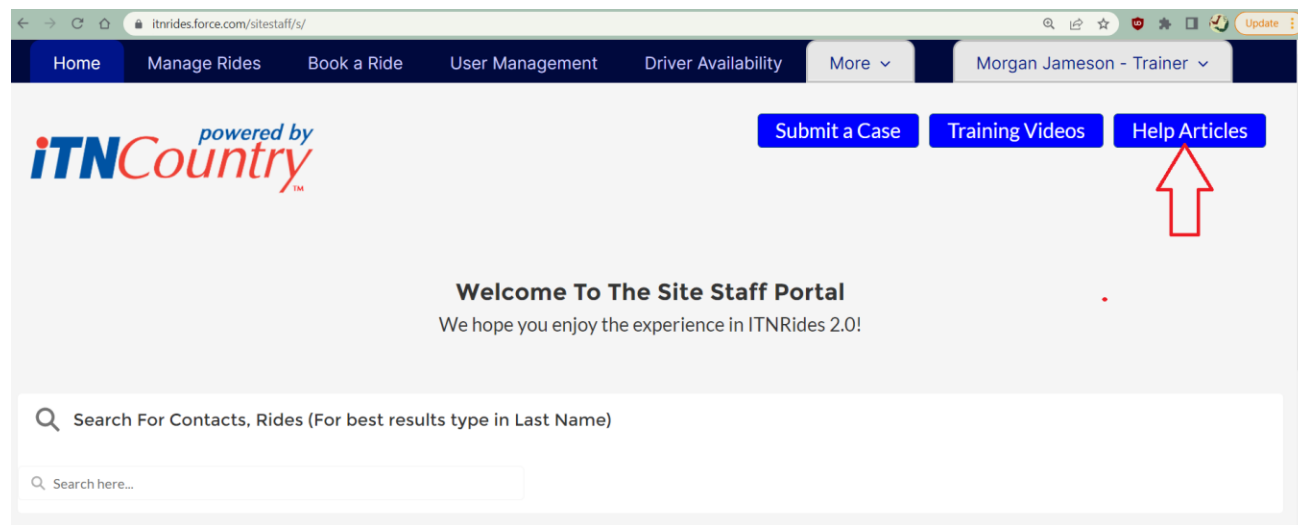 itnrides.force.com/sitestaff/s/
Update
Home Manage Rides Book a Ride User Management Driver Availability More Morgan Jameson - Trainer
powered by
iTNCountry™
Submit a Case Training Videos Help Articles
Welcome To The Site Staff Portal
We hope you enjoy the experience in ITNRides 2.0!
Search For Contacts, Rides (For best results type in Last Name)
Search here...